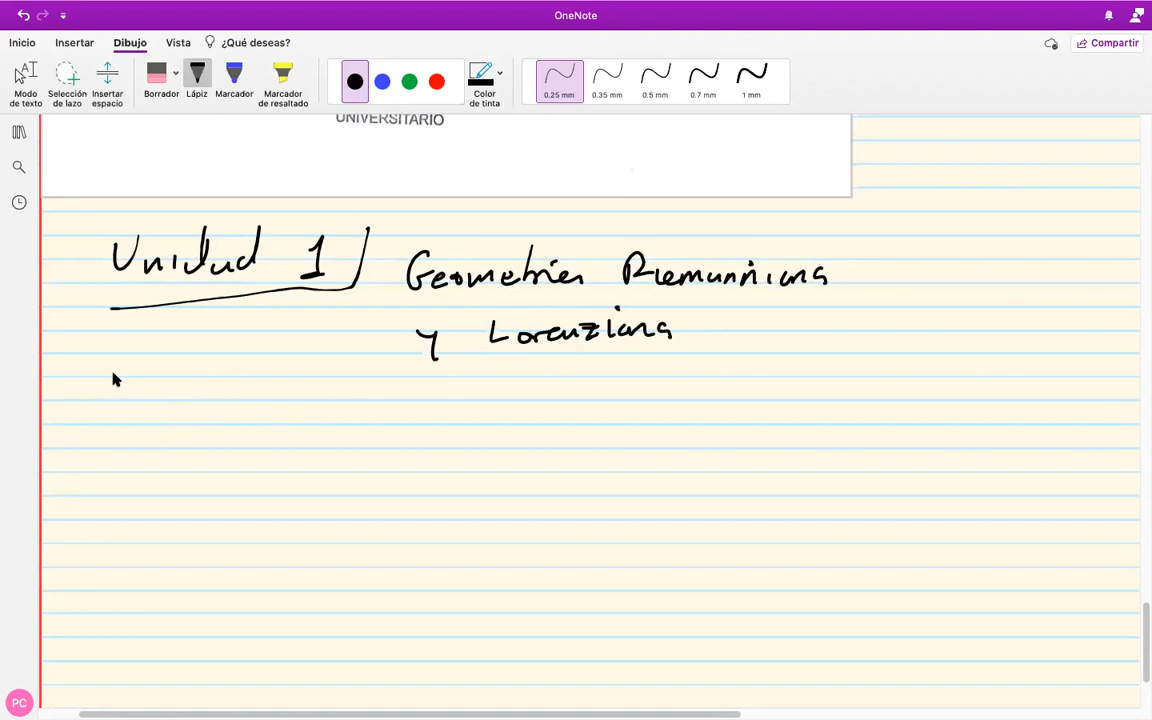 OneNote
Inicio Insertar Dibujo Vista ¿Qué deseas? Compartir
Modo de texto
Selección de lazo
Insertar espacio
Borrador
Lápiz
Marcador
Marcador de resaltado
Color de tinta
0.25 mm 0.35 mm 0.5 mm 0.7 mm 1 mm
UNIVERSITARIO
Unidad 1 Geometría Riemanniana
y Lorenziana
PC